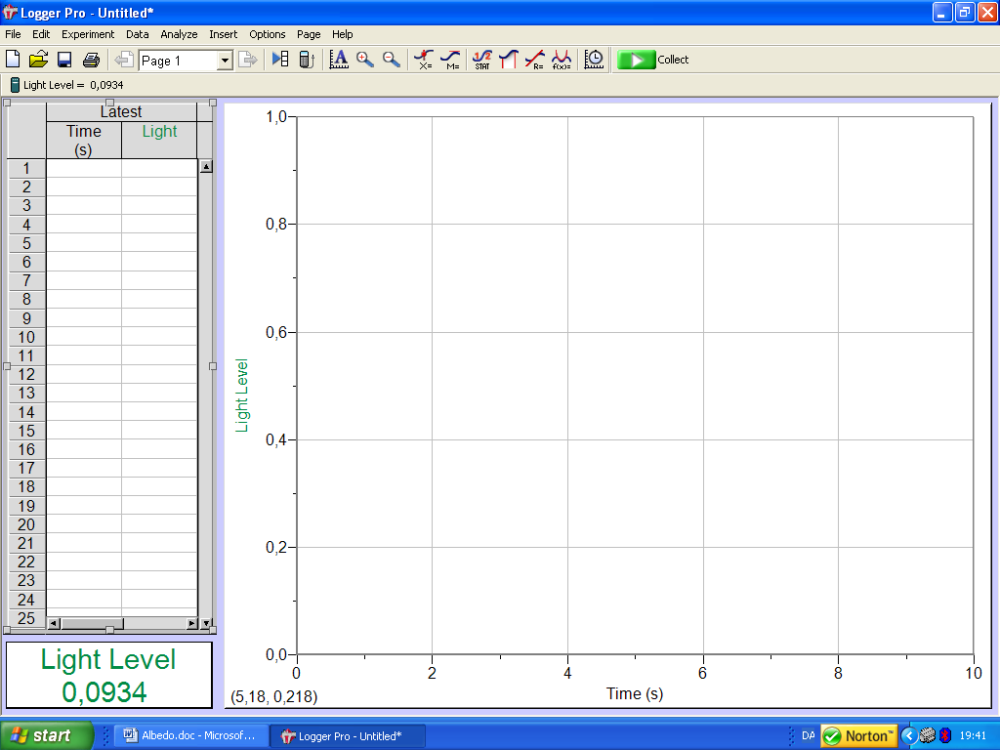 Logger Pro - Untitled*
File Edit Experiment Data Analyze Insert Options Page Help
Page 1
X= M= STAT R= f(x)= Collect
Light Level = 0,0934
Latest
Time (s)
Light
1
2
3
4
5
6
7
8
9
10
11
12
13
14
15
16
17
18
19
20
21
22
23
24
25
Light Level
0,0934
1,0
0,8
0,6
0,4
0,2
0,0
Light Level
0 2 4 6 8 10
(5,18, 0,218)
Time (s)
start
Albedo.doc - Microsof...
Logger Pro - Untitled*
DA
Norton™
19:41